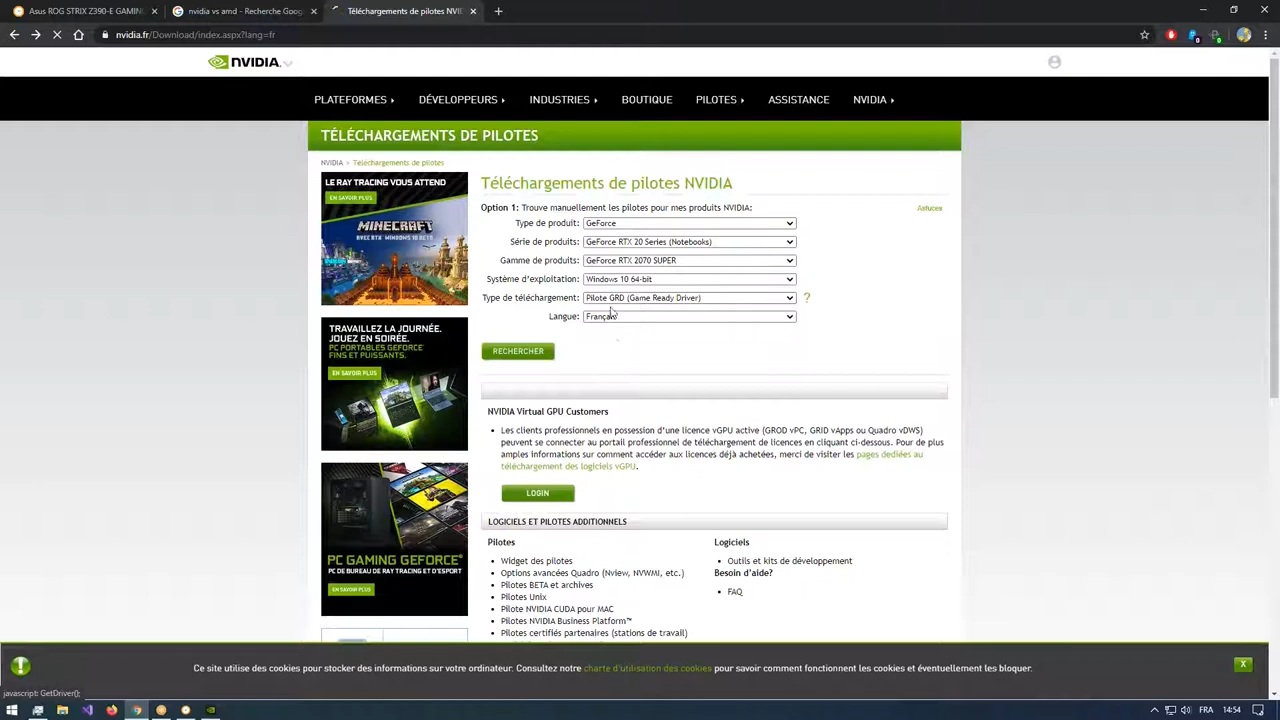 Asus ROG STRIX Z390-E GAMING
nvidia vs amd - Recherche Goog
Téléchargements de pilotes NVI
nvidia.fr/Download/index.aspx?lang=fr
NVIDIA.
PLATEFORMES
DÉVELOPPEURS
INDUSTRIES
BOUTIQUE
PILOTES
ASSISTANCE
NVIDIA
TÉLÉCHARGEMENTS DE PILOTES
NVIDIA > Téléchargements de pilotes
LE RAY TRACING VOUS ATTEND
EN SAVOIR PLUS
MINECRAFT
AVEC RTX WINDOWS 10 BETA
TRAVAILLEZ LA JOURNÉE.
JOUEZ EN SOIRÉE.
PC PORTABLES GEFORCE
FINS ET PUISSANTS.
EN SAVOIR PLUS
PC GAMING GEFORCE®
PC DE BUREAU DE RAY TRACING ET D'ESPORT
EN SAVOIR PLUS
Téléchargements de pilotes NVIDIA
Option 1: Trouve manuellement les pilotes pour mes produits NVIDIA:
Astuces
Type de produit: GeForce
Série de produits: GeForce RTX 20 Series (Notebooks)
Gamme de produits: GeForce RTX 2070 SUPER
Système d'exploitation: Windows 10 64-bit
Type de téléchargement: Pilote GRD (Game Ready Driver) ?
Langue: Français
RECHERCHER
NVIDIA Virtual GPU Customers
• Les clients professionnels en possession d'une licence vGPU active (GROD vPC, GRID vApps ou Quadro vDWS)
peuvent se connecter au portail professionnel de téléchargement de licences en cliquant ci-dessous. Pour de plus
amples informations sur comment accéder aux licences déjà achetées, merci de visiter les pages dediées au
téléchargement des logiciels vGPU.
LOGIN
LOGICIELS ET PILOTES ADDITIONNELS
Pilotes
• Widget des pilotes
• Options avancées Quadro (Nview, NVWMI, etc.)
• Pilotes BETA et archives
• Pilotes Unix
• Pilote NVIDIA CUDA pour MAC
• Pilotes NVIDIA Business Platform™
• Pilotes certifiés partenaires (stations de travail)
Logiciels
• Outils et kits de développement
Besoin d'aide?
• FAQ
Ce site utilise des cookies pour stocker des informations sur votre ordinateur. Consultez notre charte d'utilisation des cookies pour savoir comment fonctionnent les cookies et éventuellement les bloquer.
X
javascript: GetDriver();
FRA
14:54